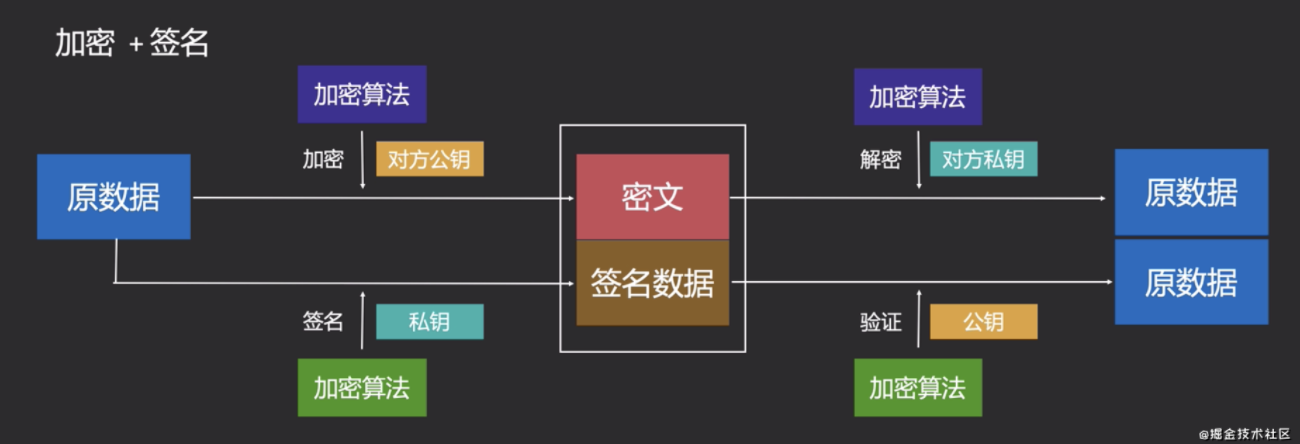 加密 + 签名
加密算法
加密算法
加密
对方公钥
解密
对方私钥
原数据
密文
原数据
签名数据
原数据
签名
私钥
验证
公钥
加密算法
加密算法
@掘金技术社区